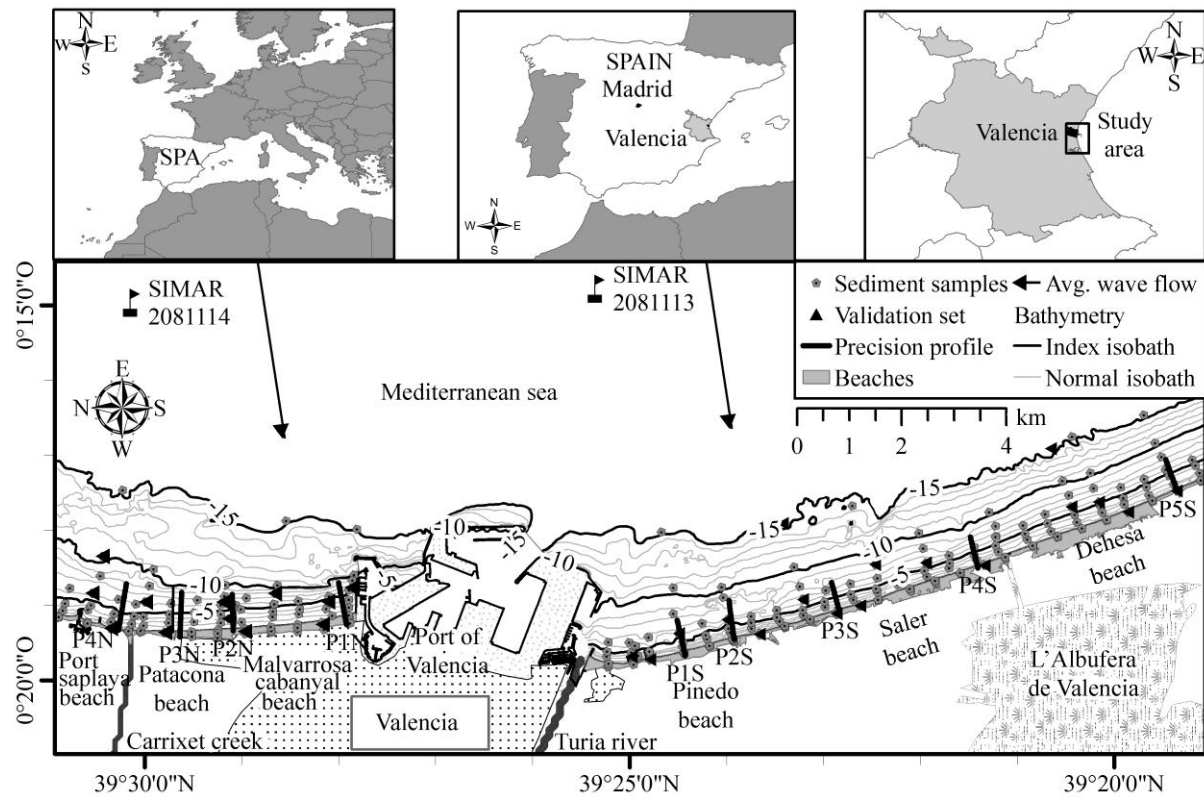 N
W
E
S
SPA
SPAIN
Madrid
Valencia
N
W
E
S
N
W
E
S
Valencia
Study
area
SIMAR
2081114
SIMAR
2081113
Sediment samples
Avg. wave flow
Validation set
Bathymetry
Precision profile
Index isobath
Beaches
Normal isobath
km
0 1 2 4
0°15'0"O
E
N
S
W
Mediterranean sea
-15
-10
-15
-15
-15
-10
-10
-5
-10
-5
-5
P5S
P4S
P3S
P2S
P1S
P1N
P2N
P3N
P4N
Dehesa
beach
Saler
beach
Pinedo
beach
Port of
Valencia
Malvarrosa
cabanyal
beach
Patacona
beach
Port
saplaya
beach
L'Albufera
de Valencia
0°20'0"O
Valencia
Carrixet creek
Turia river
39°30'0"N
39°25'0"N
39°20'0"N